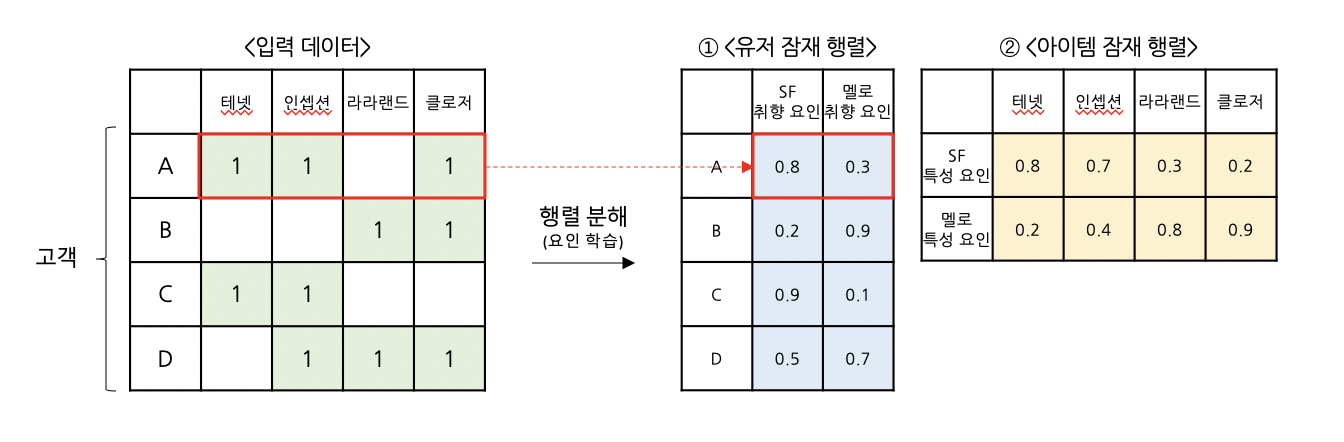 <입력 데이터>
테넷 인셉션 라라랜드 클로저
고객
A 1 1 1
B 1 1
C 1 1
D 1 1 1
행렬 분해
(요인 학습)
① <유저 잠재 행렬>
SF 멜로
취향 요인 취향 요인
A 0.8 0.3
B 0.2 0.9
C 0.9 0.1
D 0.5 0.7
② <아이템 잠재 행렬>
테넷 인셉션 라라랜드 클로저
SF
특성 요인 0.8 0.7 0.3 0.2
멜로
특성 요인 0.2 0.4 0.8 0.9